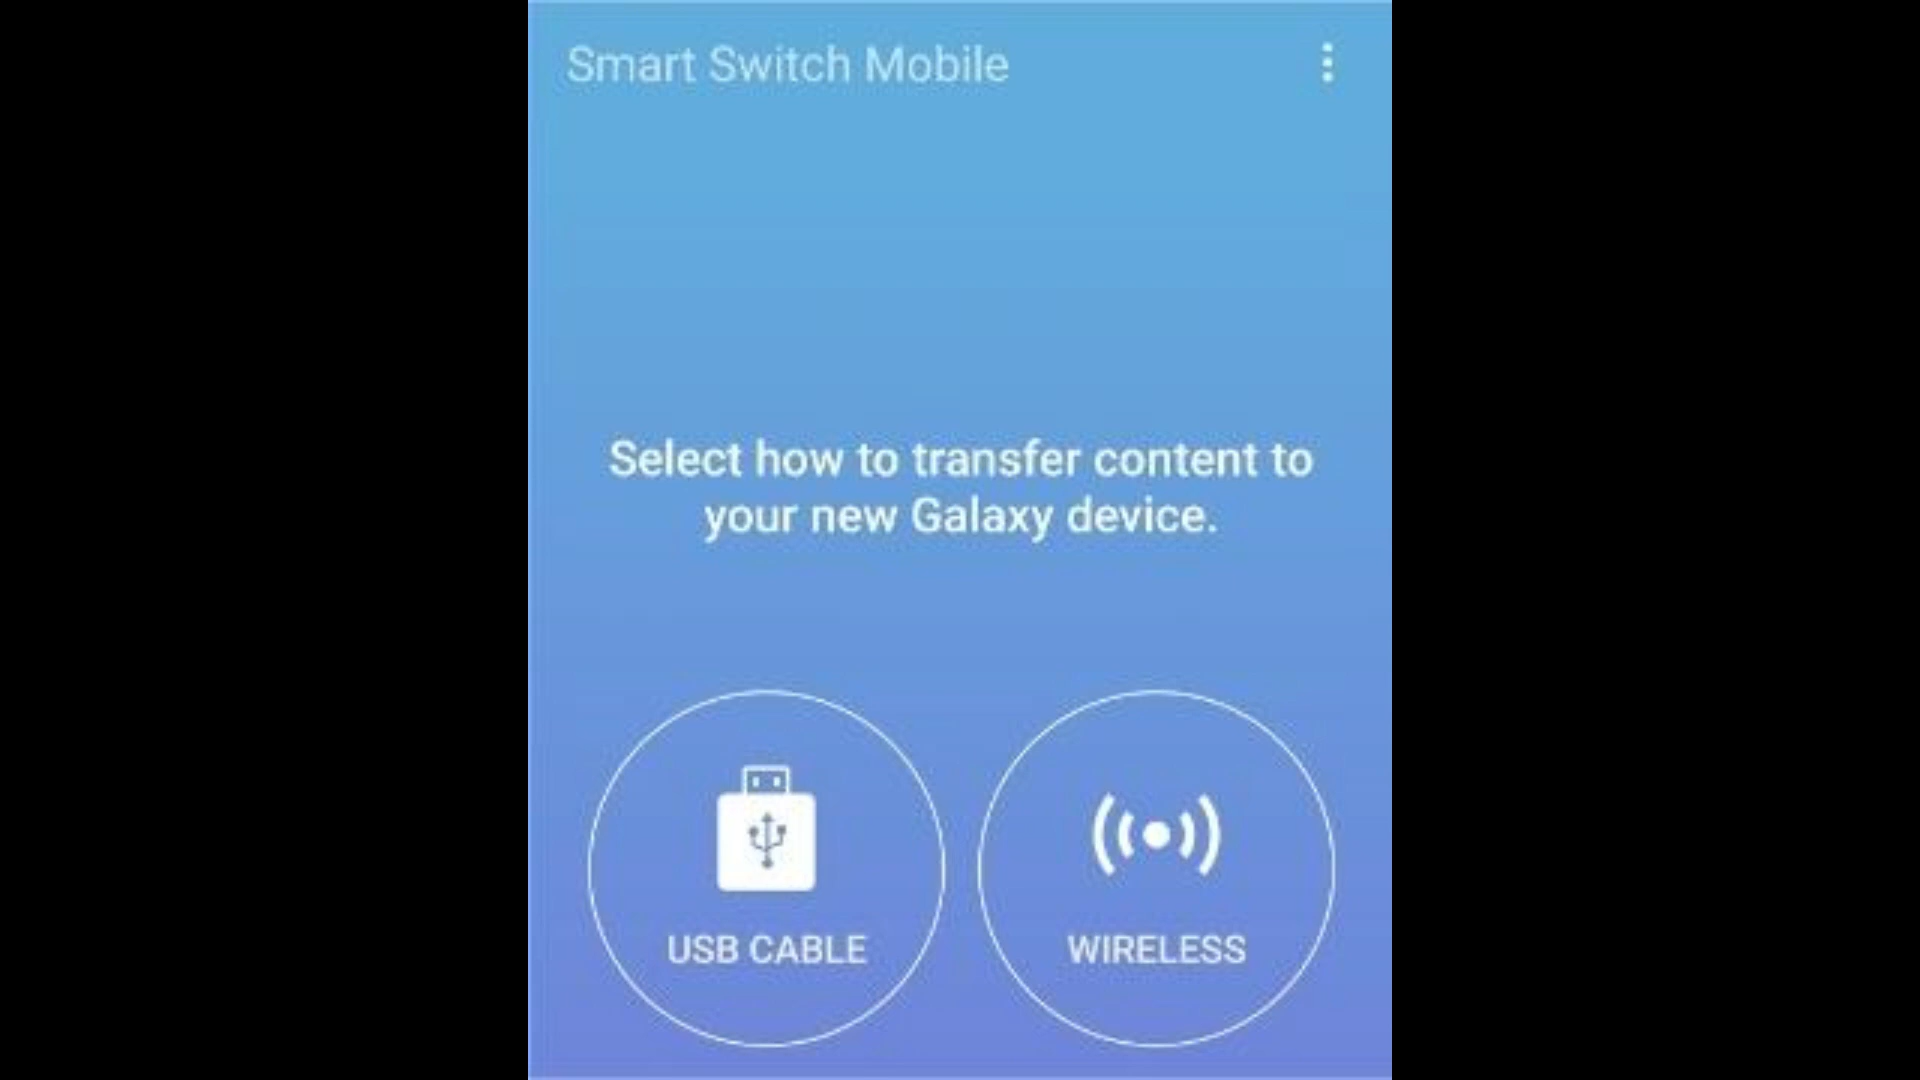 Smart Switch Mobile
Select how to transfer content to
your new Galaxy device.
USB CABLE
WIRELESS